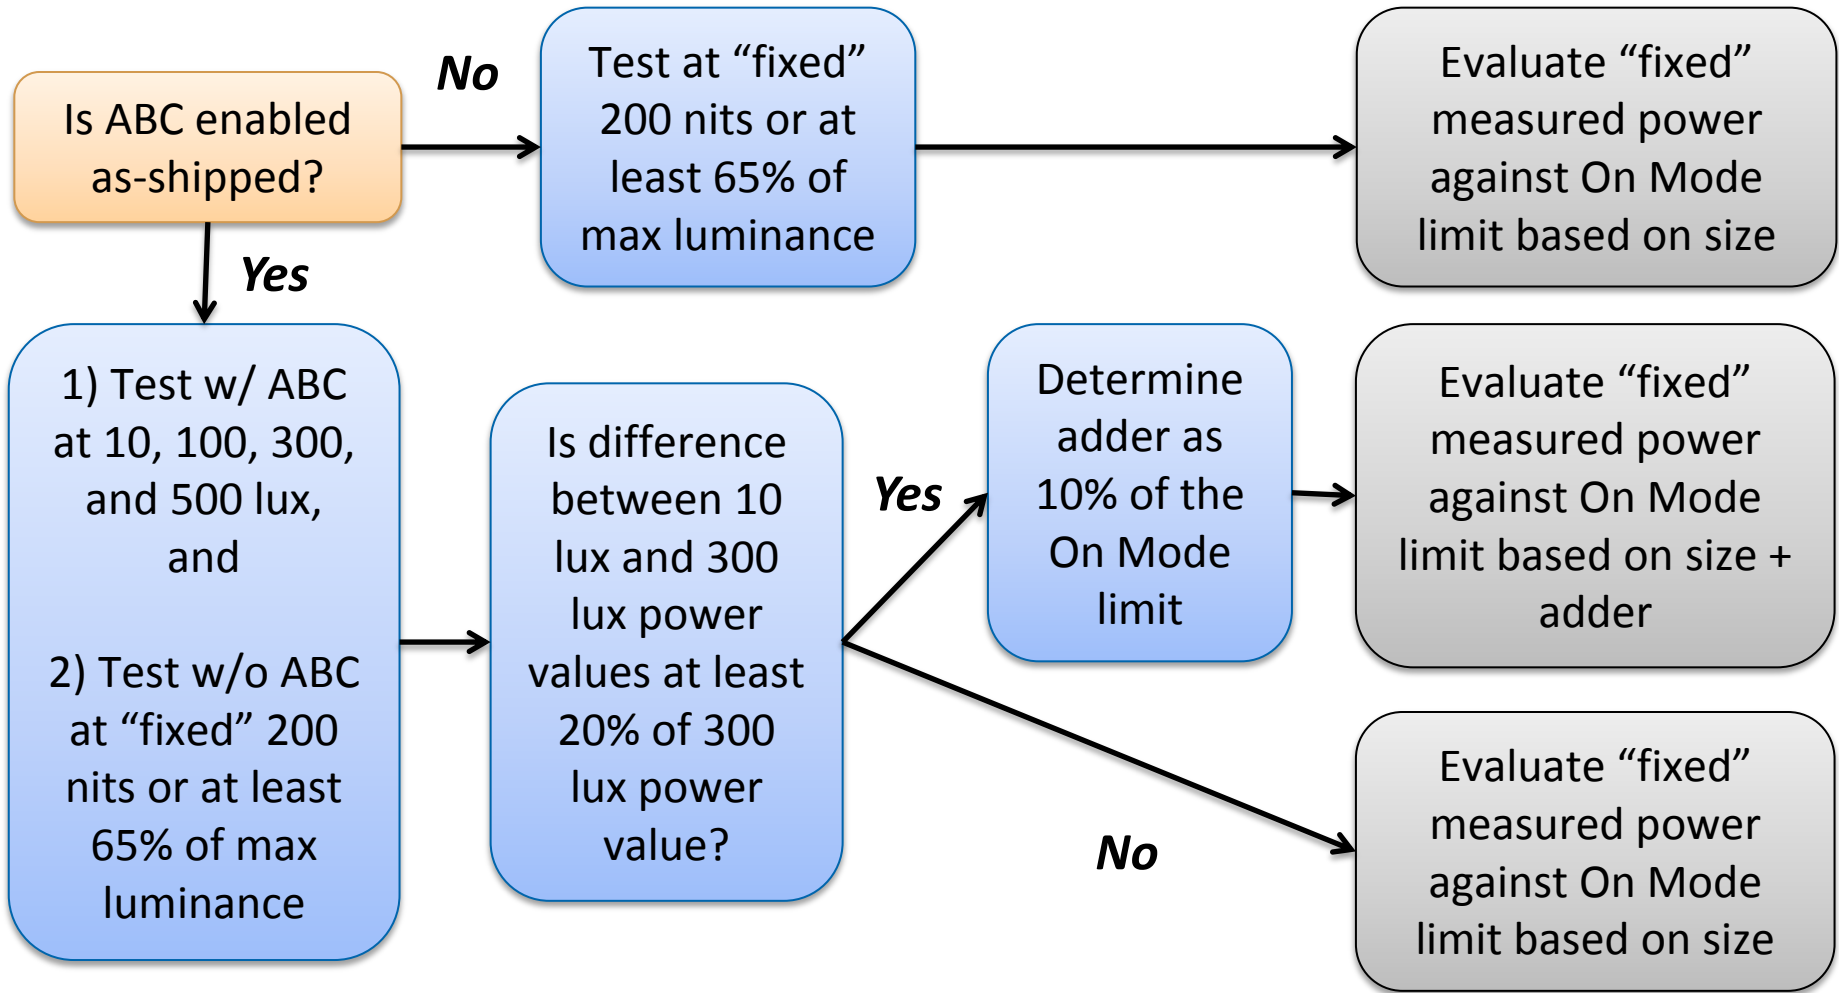 Is ABC enabled
as-shipped?
No
Test at “fixed”
200 nits or at
least 65% of
max luminance
Evaluate “fixed”
measured power
against On Mode
limit based on size
Yes
1) Test w/ ABC
at 10, 100, 300,
and 500 lux,
and
2) Test w/o ABC
at “fixed” 200
nits or at least
65% of max
luminance
Is difference
between 10
lux and 300
lux power
values at least
20% of 300
lux power
value?
Yes
Determine
adder as
10% of the
On Mode
limit
Evaluate “fixed”
measured power
against On Mode
limit based on size +
adder
No
Evaluate “fixed”
measured power
against On Mode
limit based on size